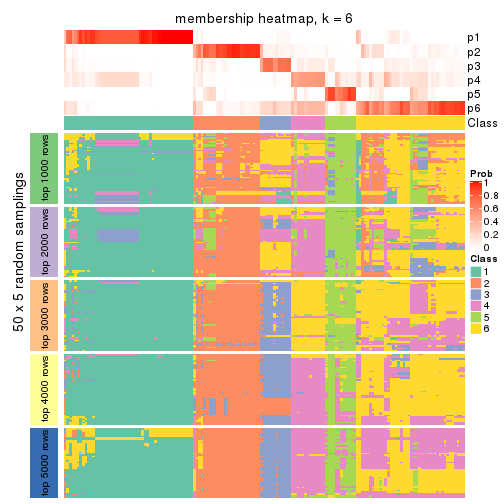 membership heatmap, k = 6
p1
p2
p3
p4
p5
p6
Class
50 x 5 random samplings
top 1000 rows
top 2000 rows
top 3000 rows
top 4000 rows
top 5000 rows
Prob
1
0.8
0.6
0.4
0.2
0
Class
1
2
3
4
5
6